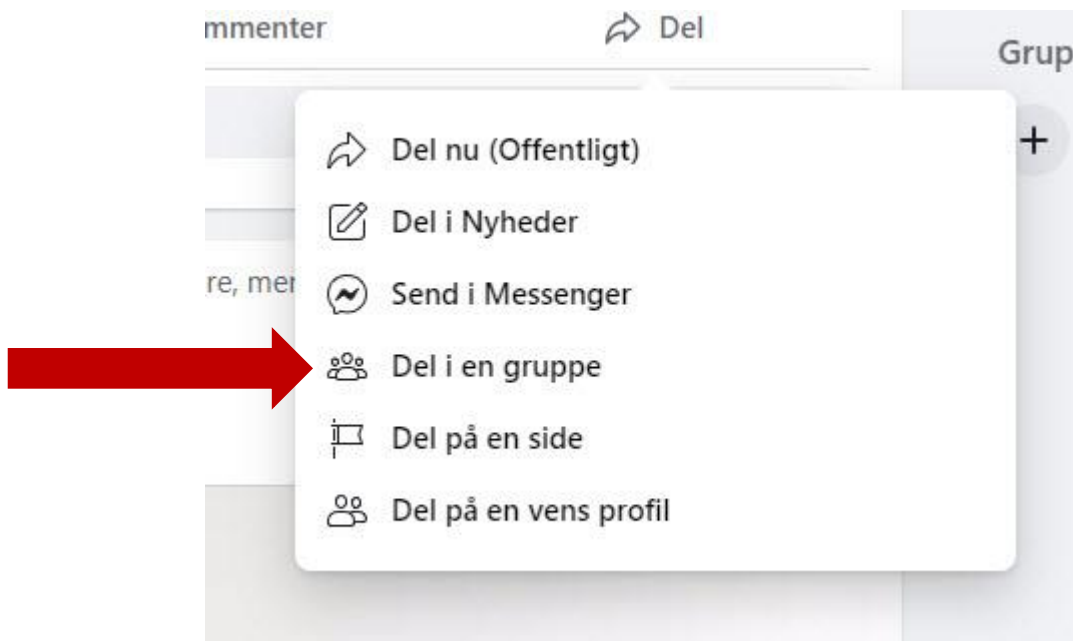 mmenter
Del
Grup
Del nu (Offentligt)
Del i Nyheder
re, mer
Send i Messenger
Del i en gruppe
Del på en side
Del på en vens profil